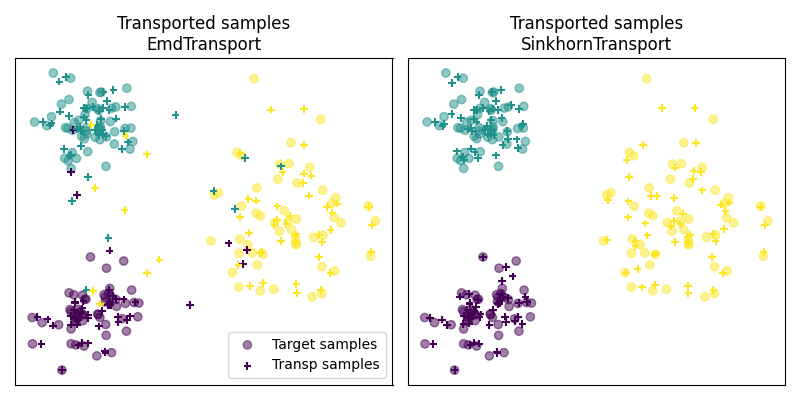 Transported samples
EmdTransport
Transported samples
SinkhornTransport
Target samples
Transp samples